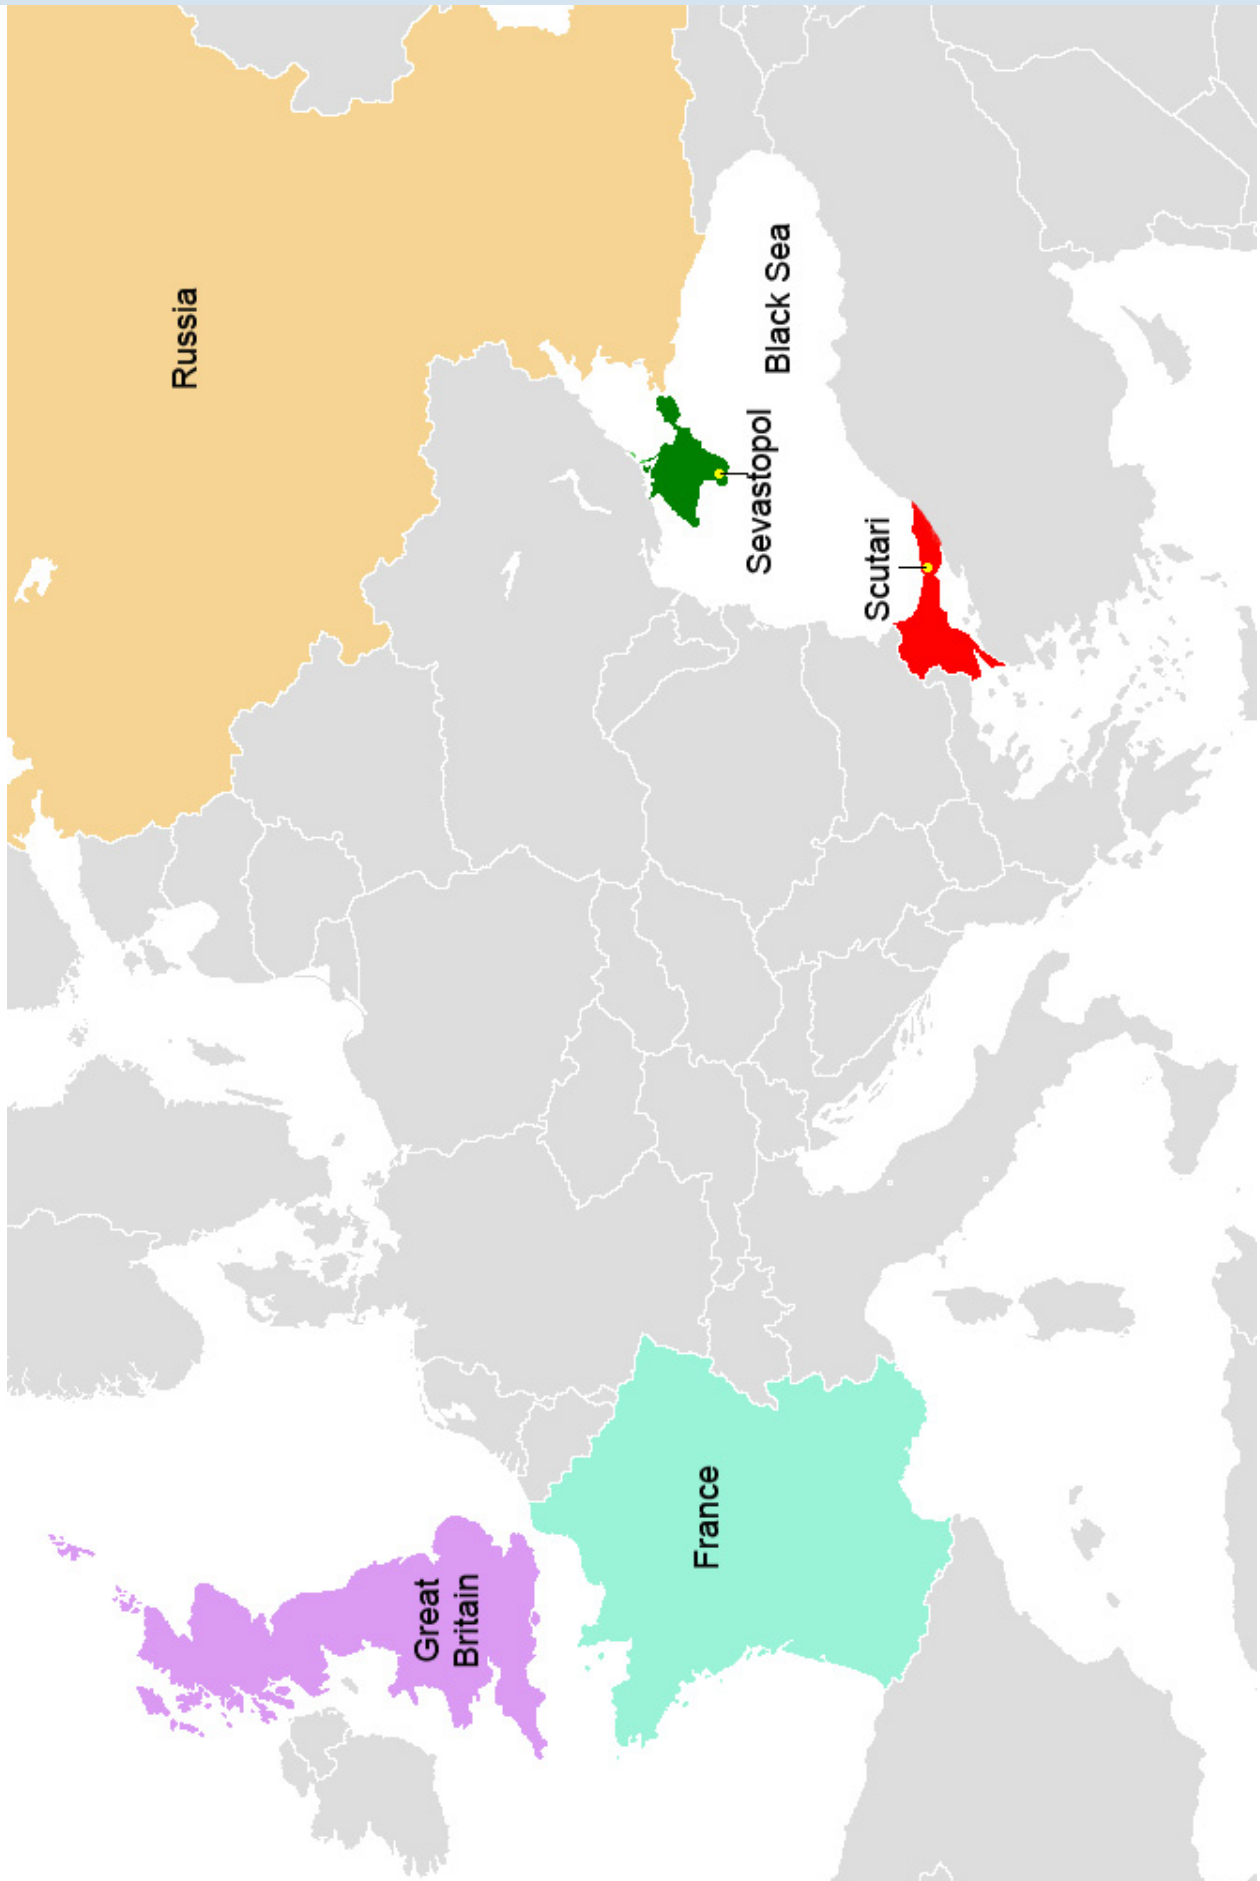 Russia
Black Sea
Sevastopol
Scutari
Great
Britain
France